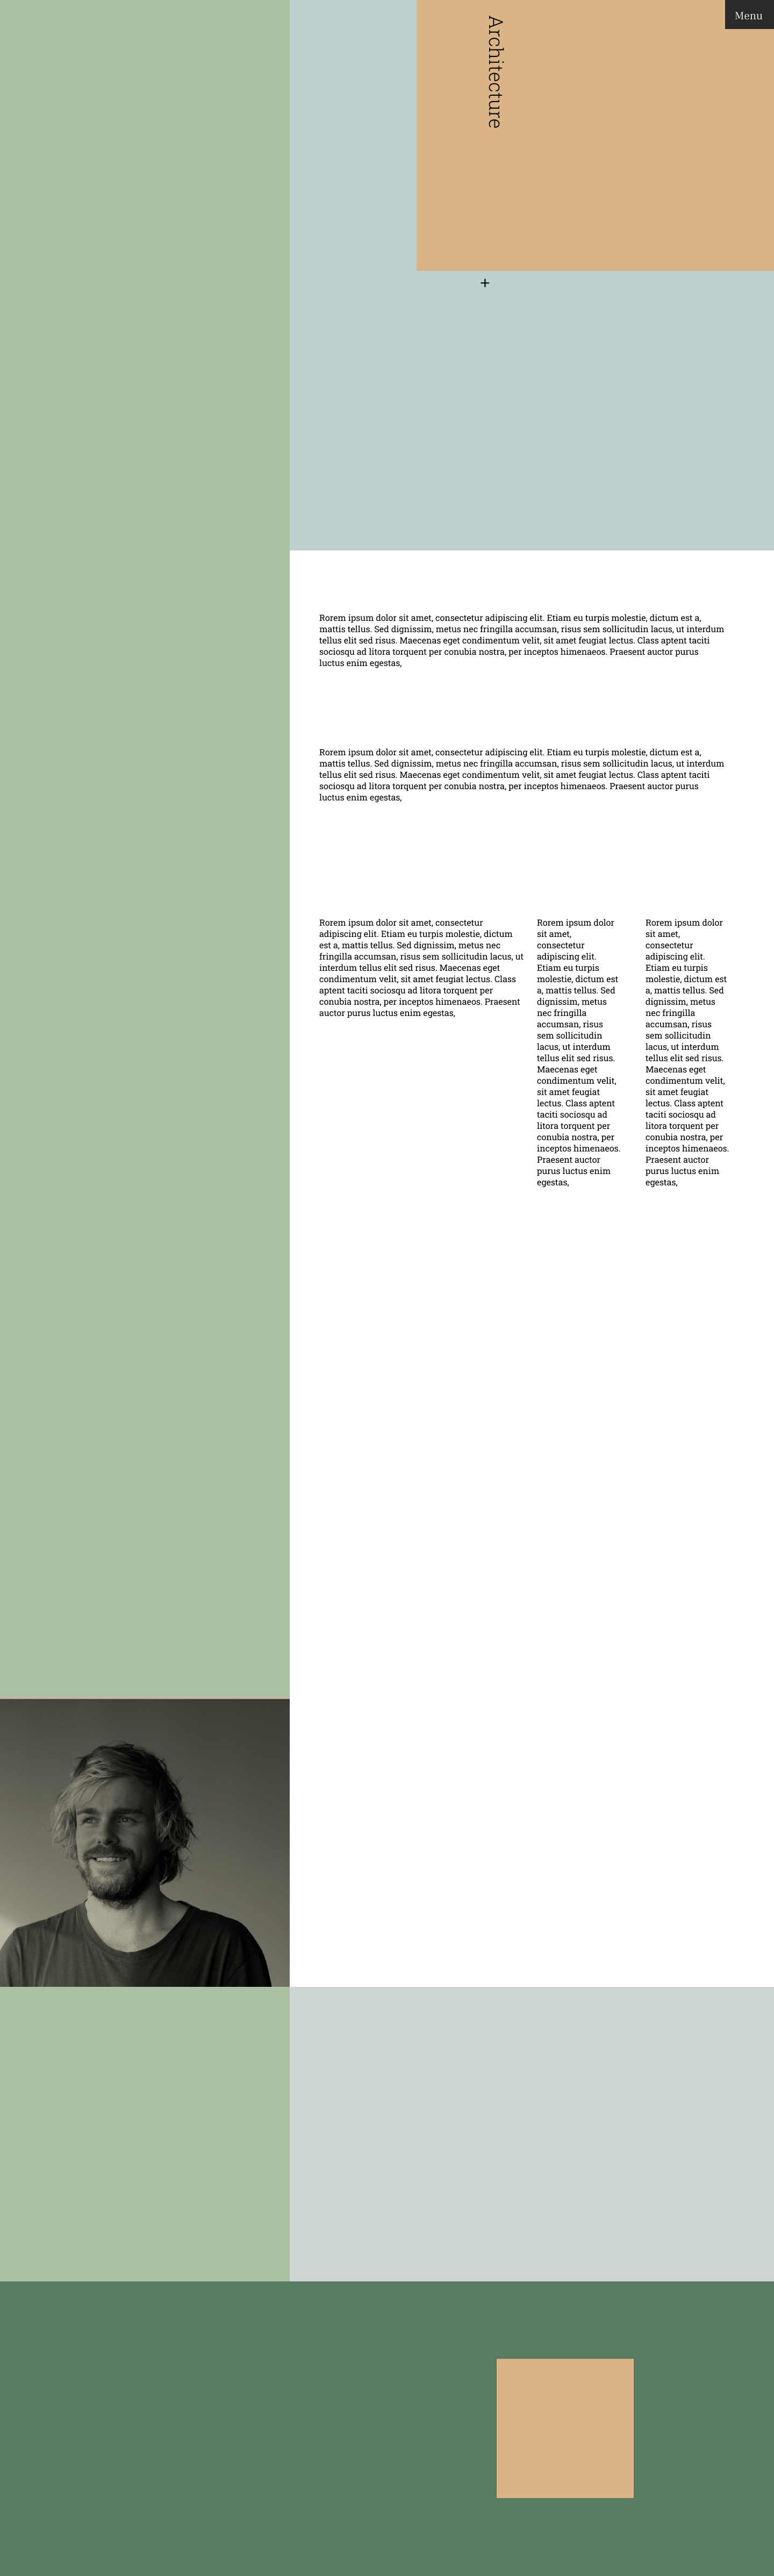 Menu
Architecture
+
Rorem ipsum dolor sit amet, consectetur adipiscing elit. Etiam eu turpis molestie, dictum est a,
mattis tellus. Sed dignissim, metus nec fringilla accumsan, risus sem sollicitudin lacus, ut interdum
tellus elit sed risus. Maecenas eget condimentum velit, sit amet feugiat lectus. Class aptent taciti
sociosqu ad litora torquent per conubia nostra, per inceptos himenaeos. Praesent auctor purus
luctus enim egestas,
Rorem ipsum dolor sit amet, consectetur adipiscing elit. Etiam eu turpis molestie, dictum est a,
mattis tellus. Sed dignissim, metus nec fringilla accumsan, risus sem sollicitudin lacus, ut interdum
tellus elit sed risus. Maecenas eget condimentum velit, sit amet feugiat lectus. Class aptent taciti
sociosqu ad litora torquent per conubia nostra, per inceptos himenaeos. Praesent auctor purus
luctus enim egestas,
Rorem ipsum dolor sit amet, consectetur
adipiscing elit. Etiam eu turpis molestie, dictum
est a, mattis tellus. Sed dignissim, metus nec
fringilla accumsan, risus sem sollicitudin lacus, ut
interdum tellus elit sed risus. Maecenas eget
condimentum velit, sit amet feugiat lectus. Class
aptent taciti sociosqu ad litora torquent per
conubia nostra, per inceptos himenaeos. Praesent
auctor purus luctus enim egestas,
Rorem ipsum dolor
sit amet,
consectetur
adipiscing elit.
Etiam eu turpis
molestie, dictum est
a, mattis tellus. Sed
dignissim, metus
nec fringilla
accumsan, risus
sem sollicitudin
lacus, ut interdum
tellus elit sed risus.
Maecenas eget
condimentum velit,
sit amet feugiat
lectus. Class aptent
taciti sociosqu ad
litora torquent per
conubia nostra, per
inceptos himenaeos.
Praesent auctor
purus luctus enim
egestas,
Rorem ipsum dolor
sit amet,
consectetur
adipiscing elit.
Etiam eu turpis
molestie, dictum est
a, mattis tellus. Sed
dignissim, metus
nec fringilla
accumsan, risus
sem sollicitudin
lacus, ut interdum
tellus elit sed risus.
Maecenas eget
condimentum velit,
sit amet feugiat
lectus. Class aptent
taciti sociosqu ad
litora torquent per
conubia nostra, per
inceptos himenaeos.
Praesent auctor
purus luctus enim
egestas,